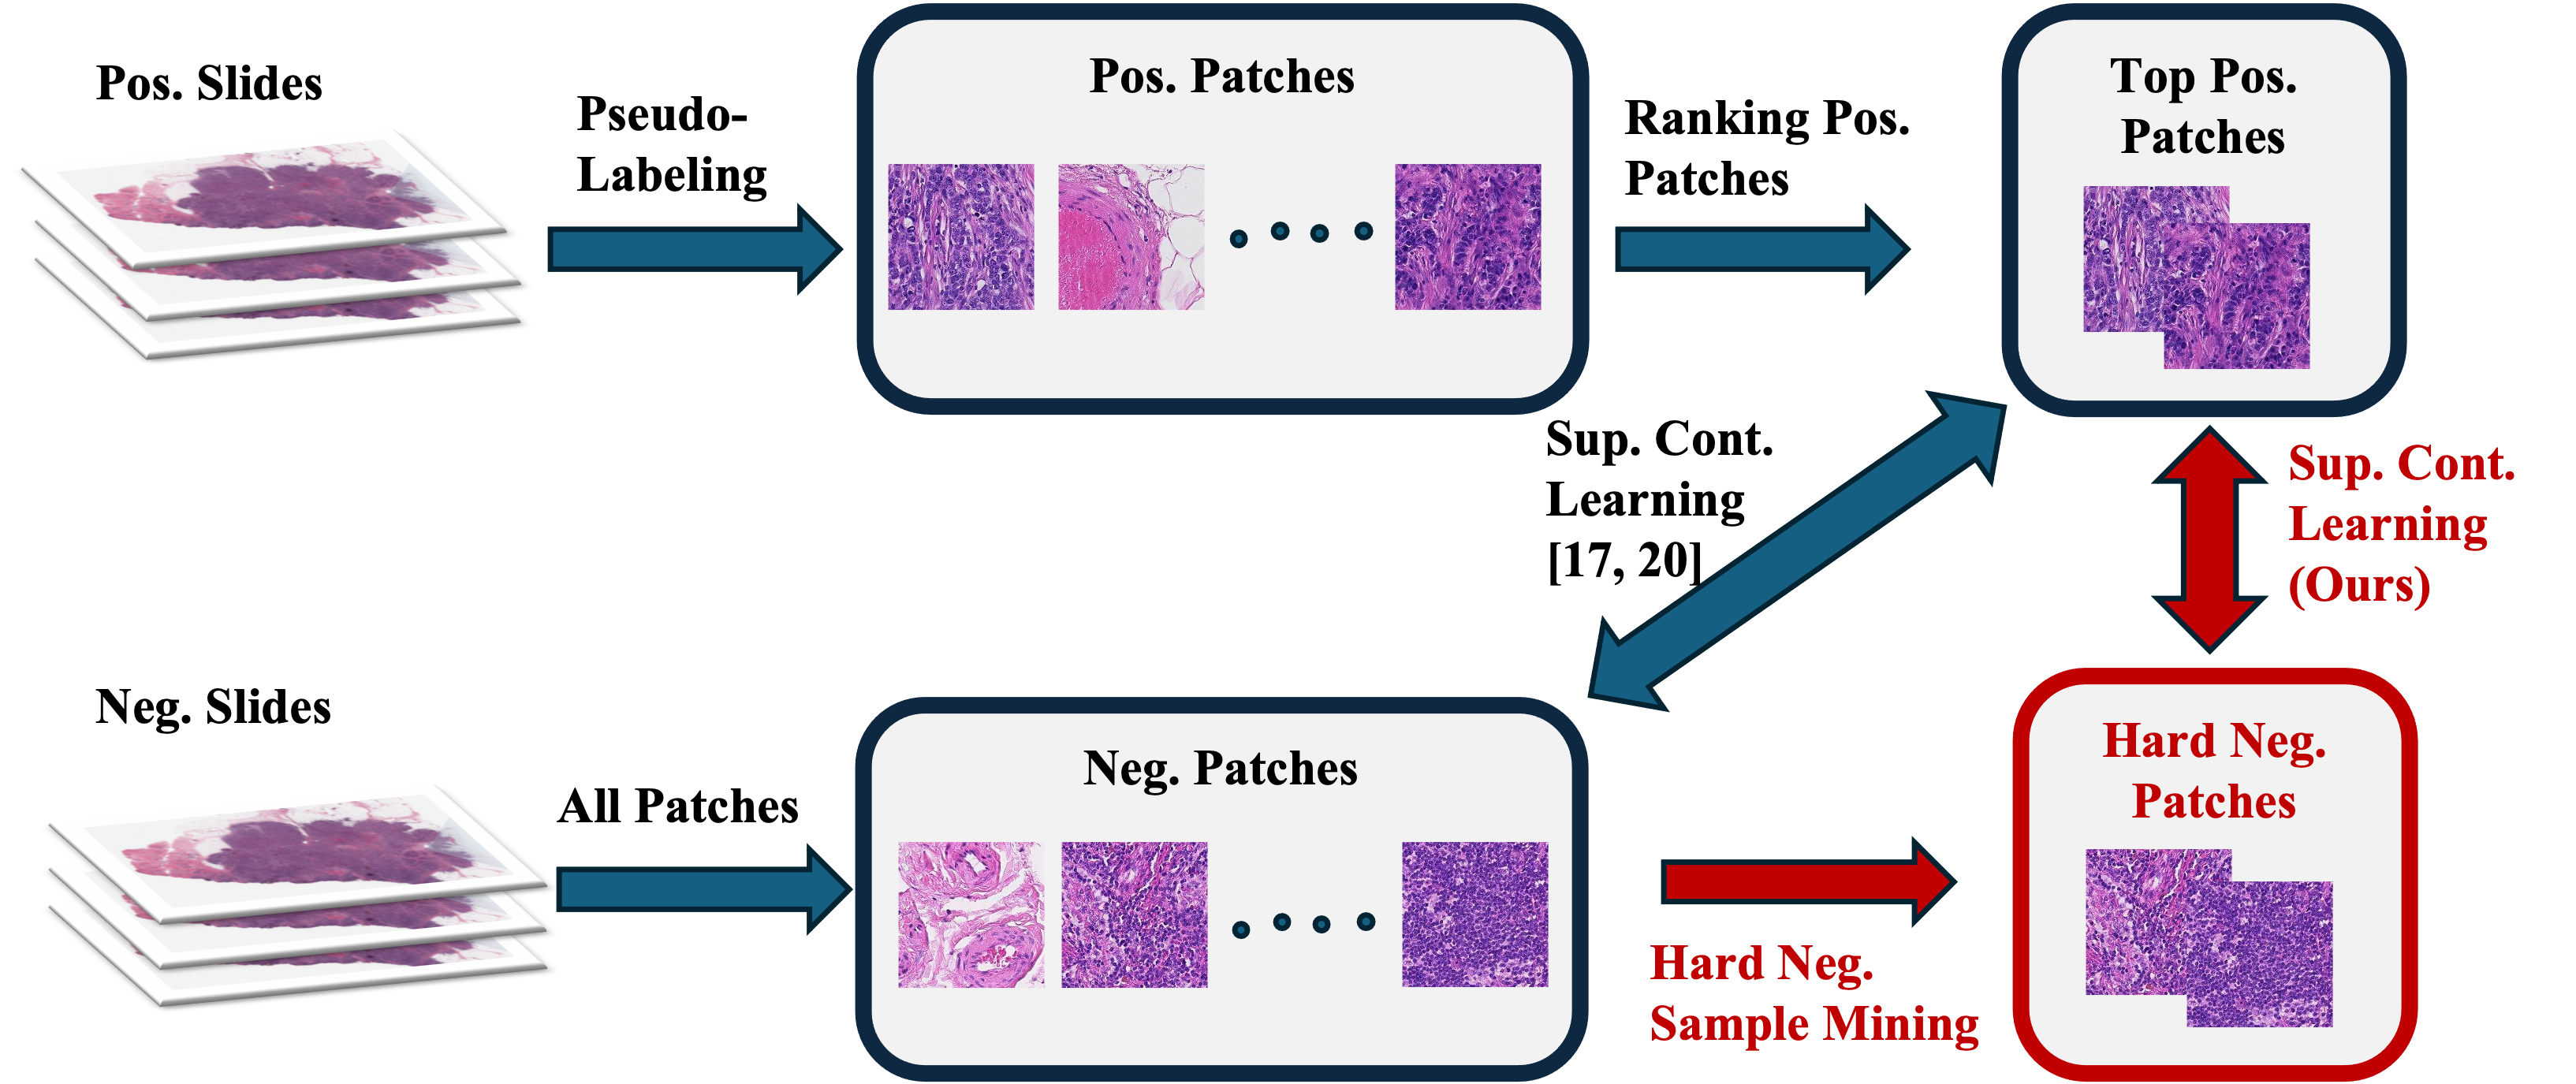 Pos. Slides
Pseudo-
Labeling
Pos. Patches
Ranking Pos.
Patches
Top Pos.
Patches
Sup. Cont.
Learning
[17, 20]
Sup. Cont.
Learning
(Ours)
Neg. Slides
All Patches
Neg. Patches
Hard Neg.
Sample Mining
Hard Neg.
Patches